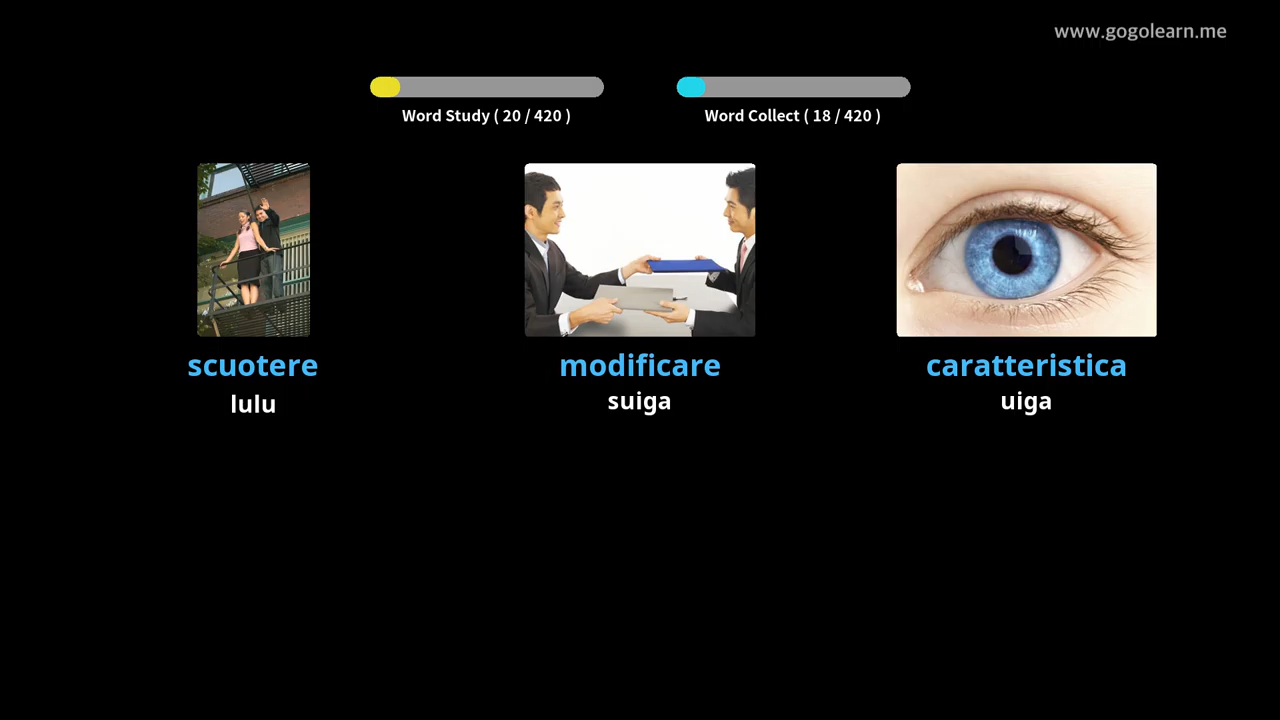 www.gogolearn.me
Word Study ( 20 / 420 )
Word Collect ( 18 / 420 )
scuotere
modificare
caratteristica
lulu
suiga
uiga